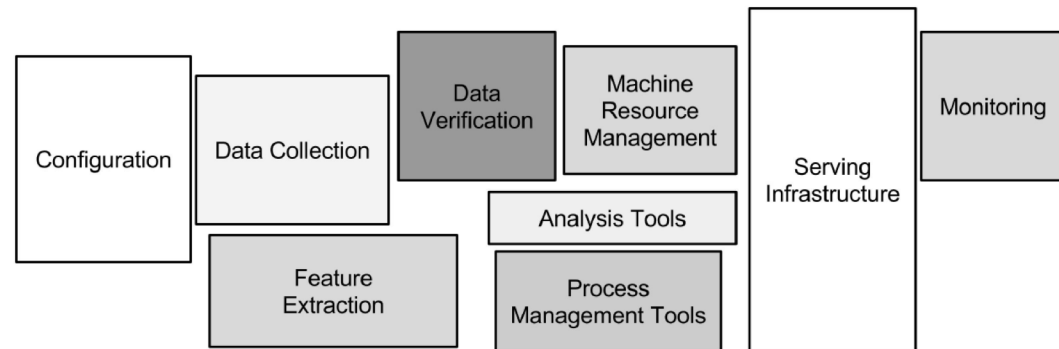 Configuration
Data Collection
Feature
Extraction
Data
Verification
Machine
Resource
Management
Analysis Tools
Process
Management Tools
Serving
Infrastructure
Monitoring